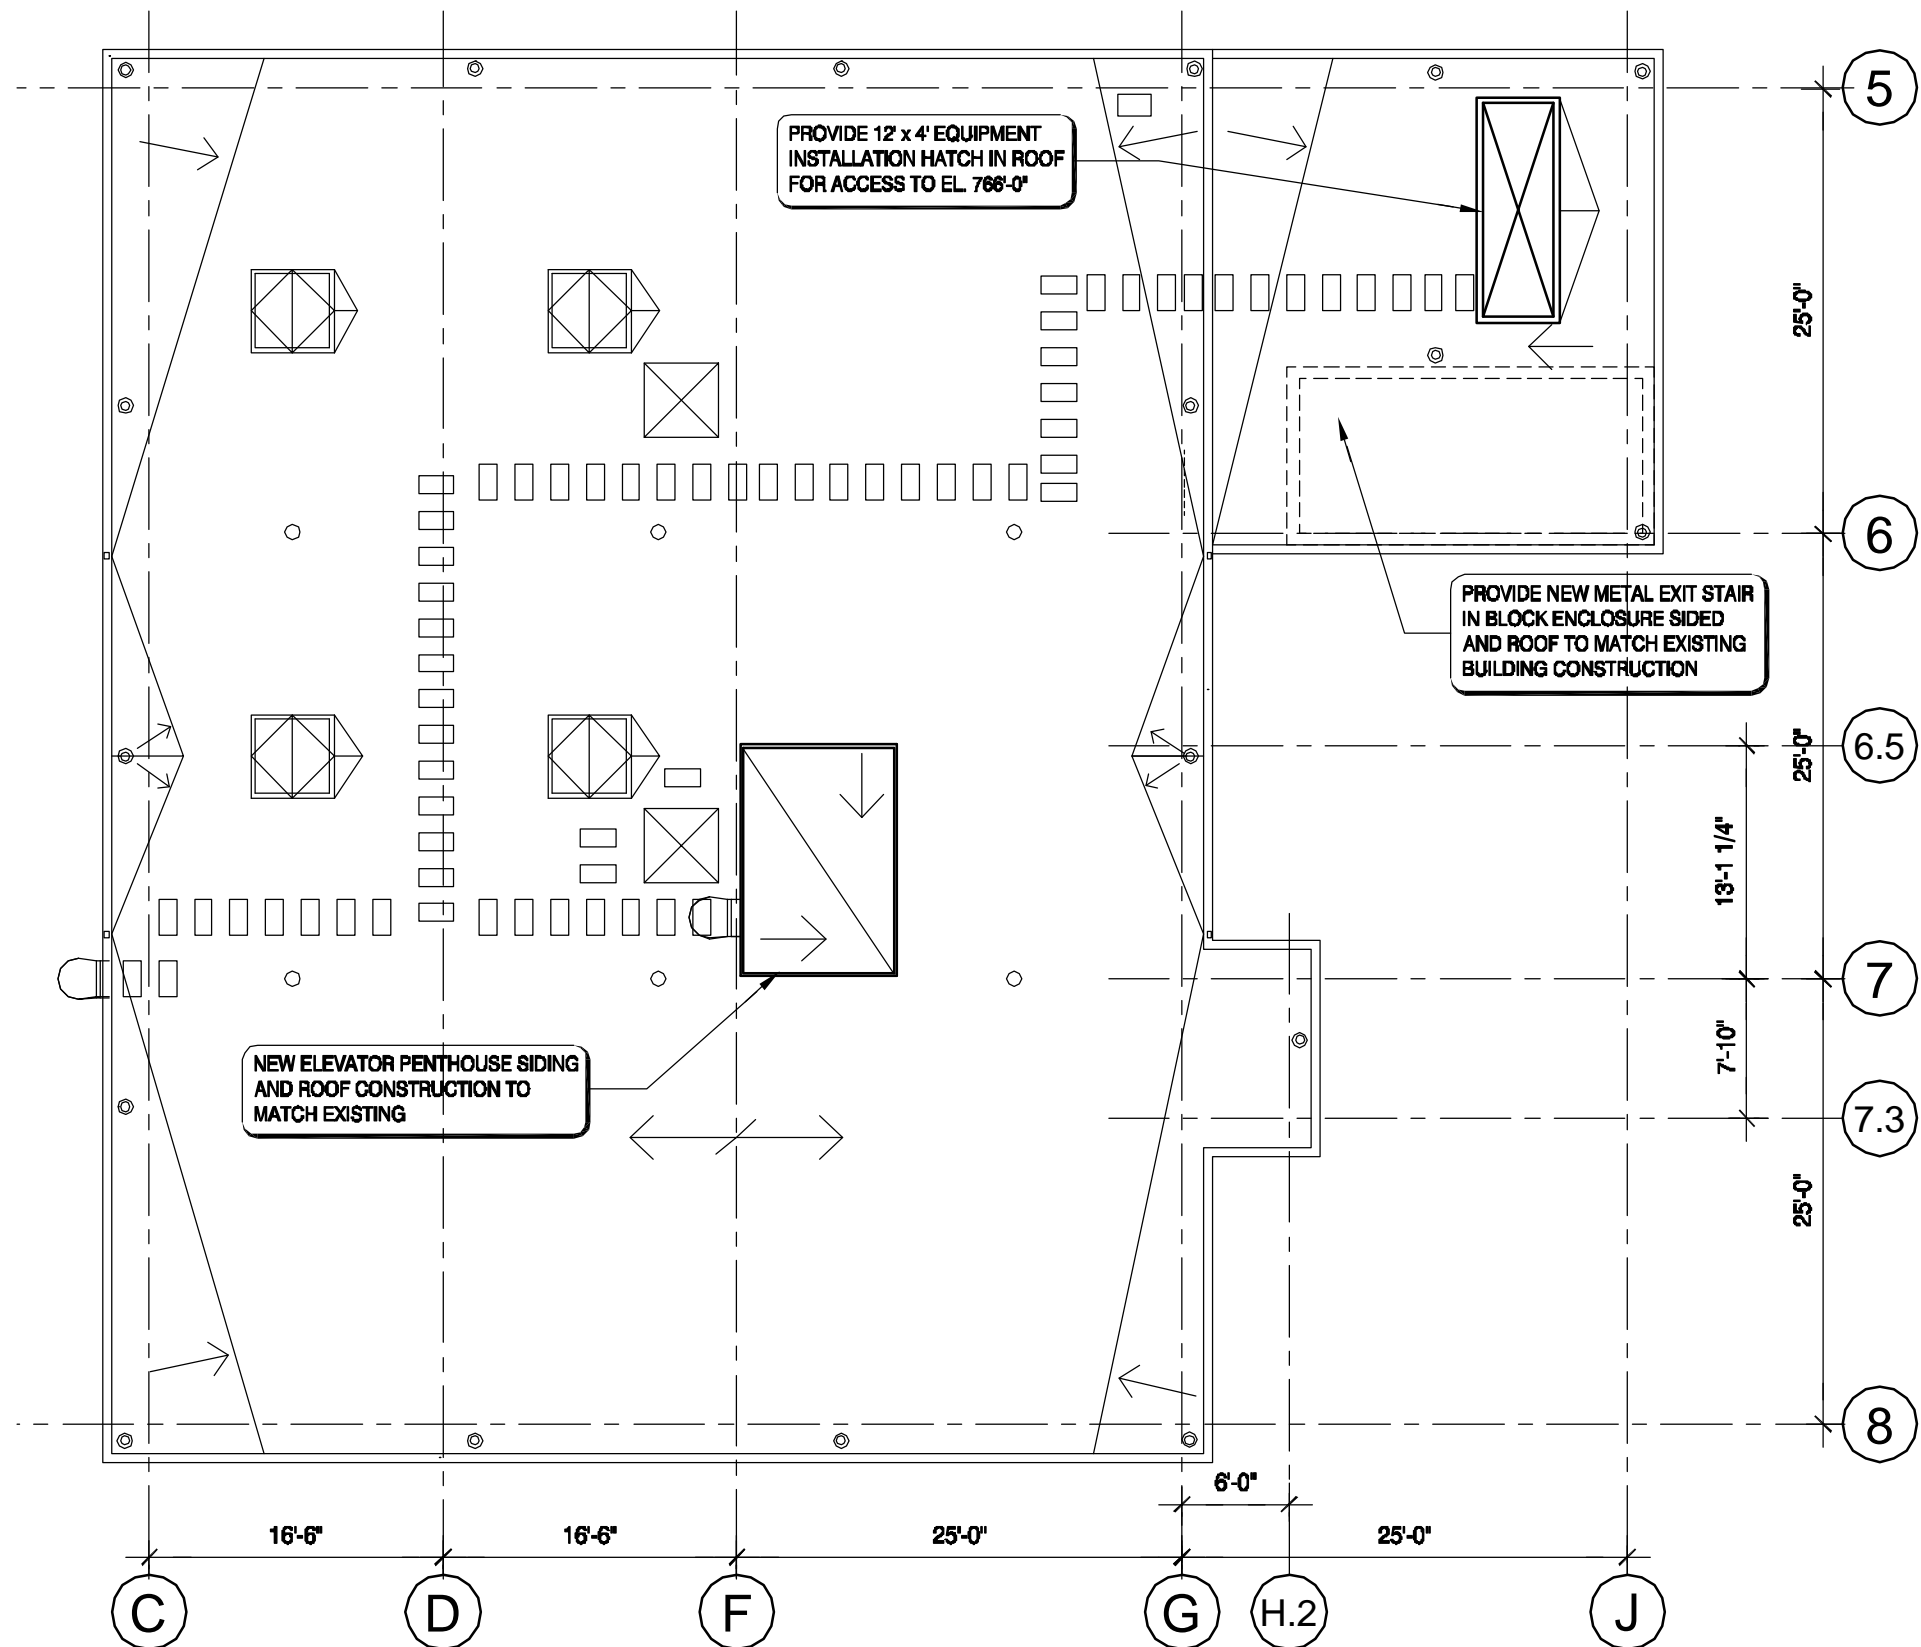 5
PROVIDE 12' x 4' EQUIPMENT
INSTALLATION HATCH IN ROOF
FOR ACCESS TO EL. 766'-0"
25'-0"
6
PROVIDE NEW METAL EXIT STAIR
IN BLOCK ENCLOSURE SIDED
AND ROOF TO MATCH EXISTING
BUILDING CONSTRUCTION
6.5
25'-0"
13'-1 1/4"
7
7'-10"
NEW ELEVATOR PENTHOUSE SIDING
AND ROOF CONSTRUCTION TO
MATCH EXISTING
7.3
25'-0"
8
6'-0"
16'-6"
16'-6"
25'-0"
25'-0"
C
D
F
G
H.2
J